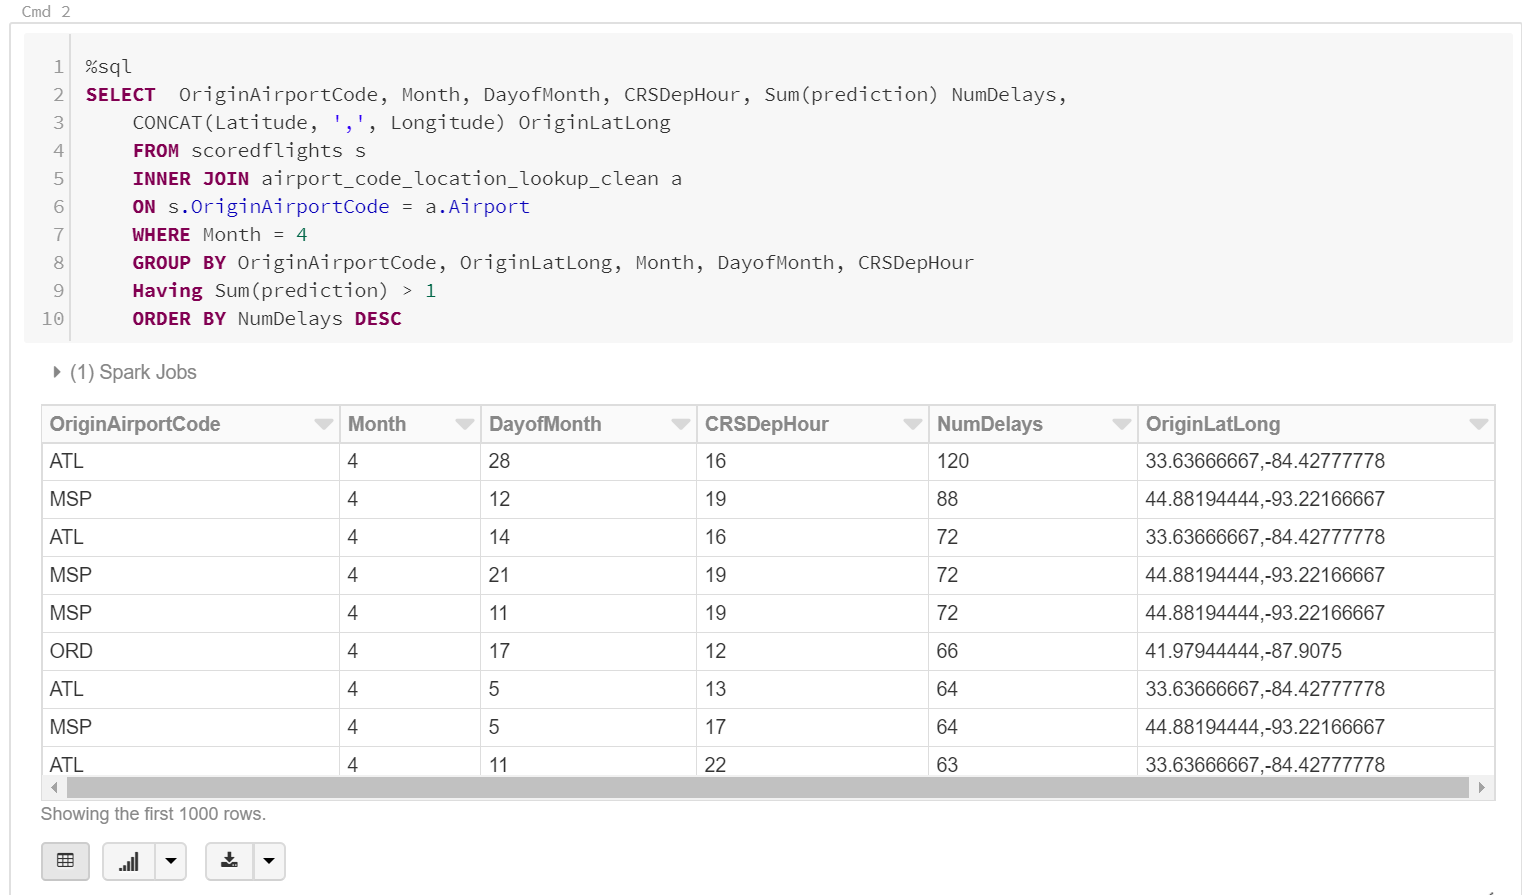 Cmd 2
1
2
3
4
5
6
7
8
9
10
%sql
SELECT  OriginAirportCode, Month, DayofMonth, CRSDepHour, Sum(prediction) NumDelays,
    CONCAT(Latitude, ',', Longitude) OriginLatLong
    FROM scoredflights s
    INNER JOIN airport_code_location_lookup_clean a
    ON s.OriginAirportCode = a.Airport
    WHERE Month = 4
    GROUP BY OriginAirportCode, OriginLatLong, Month, DayofMonth, CRSDepHour
    Having Sum(prediction) > 1
    ORDER BY NumDelays DESC
(1) Spark Jobs
OriginAirportCode Month DayofMonth CRSDepHour NumDelays OriginLatLong
ATL 4 28 16 120 33.63666667,-84.42777778
MSP 4 12 19 88 44.88194444,-93.22166667
ATL 4 14 16 72 33.63666667,-84.42777778
MSP 4 21 19 72 44.88194444,-93.22166667
MSP 4 11 19 72 44.88194444,-93.22166667
ORD 4 17 12 66 41.97944444,-87.9075
ATL 4 5 13 64 33.63666667,-84.42777778
MSP 4 5 17 64 44.88194444,-93.22166667
ATL 4 11 22 63 33.63666667,-84.42777778
Showing the first 1000 rows.